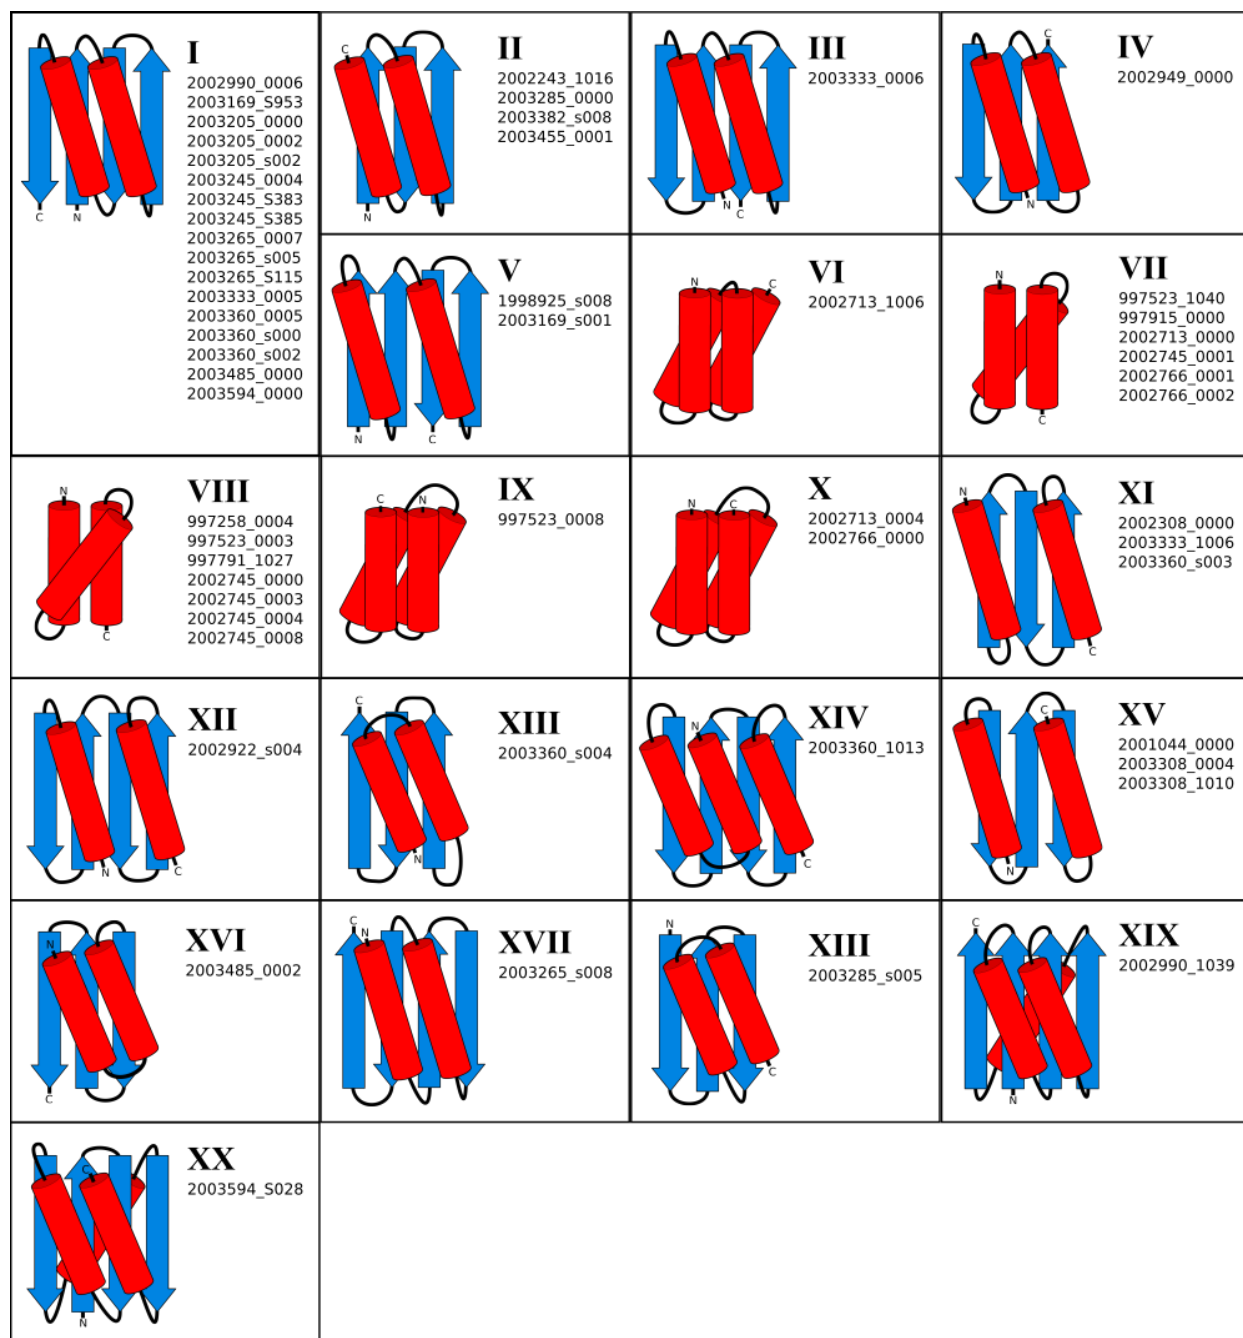 I
2002990_0006
2003169_S953
2003205_0000
2003205_0002
2003205_s002
2003245_0004
2003245_S383
2003245_S385
2003265_0007
2003265_s005
2003265_S115
2003333_0005
2003360_0005
2003360_s000
2003360_s002
2003485_0000
2003594_0000
C
N
II
2002243_1016
2003285_0000
2003382_s008
2003455_0001
C
N
III
2003333_0006
N
C
IV
2002949_0000
C
N
V
1998925_s008
2003169_s001
N
C
VI
2002713_1006
N
C
VII
997523_1040
997915_0000
2002713_0000
2002745_0001
2002766_0001
2002766_0002
N
C
VIII
997258_0004
997523_0003
997791_1027
2002745_0000
2002745_0003
2002745_0004
2002745_0008
N
C
IX
997523_0008
C
N
X
2002713_0004
2002766_0000
N
C
XI
2002308_0000
2003333_1006
2003360_s003
N
C
XII
2002922_s004
N
C
XIII
2003360_s004
C
N
XIV
2003360_1013
N
C
XV
2001044_0000
2003308_0004
2003308_1010
C
N
XVI
2003485_0002
N
C
XVII
2003265_s008
C
N
XIII
2003285_s005
N
C
XIX
2002990_1039
C
N
XX
2003594_S028
C
N